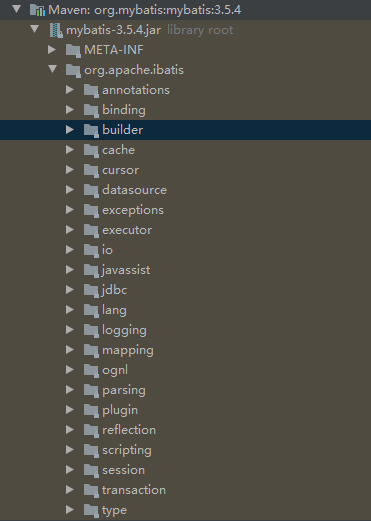 Maven: org.mybatis:mybatis:3.5.4
mybatis-3.5.4.jar library root
META-INF
org.apache.ibatis
annotations
binding
builder
cache
cursor
datasource
exceptions
executor
io
javassist
jdbc
lang
logging
mapping
ognl
parsing
plugin
reflection
scripting
session
transaction
type